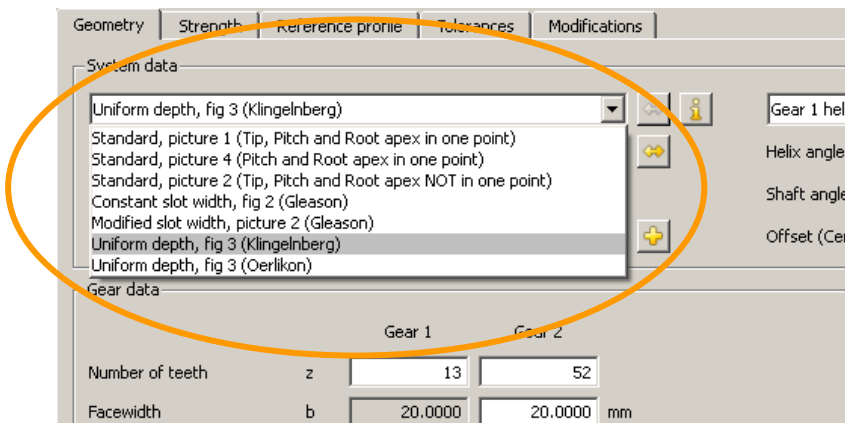 Geometry Strength Reference profile Tolerances Modifications
System data
Uniform depth, fig 3 (Klingelnberg)
Gear 1 hel
Standard, picture 1 (Tip, Pitch and Root apex in one point)
Standard, picture 4 (Pitch and Root apex in one point)
Helix angle
Standard, picture 2 (Tip, Pitch and Root apex NOT in one point)
Constant slot width, fig 2 (Gleason)
Shaft angle
Modified slot width, picture 2 (Gleason)
Uniform depth, fig 3 (Klingelnberg)
Offset (Cer
Uniform depth, fig 3 (Oerlikon)
Gear data
Gear 1 Gear 2
Number of teeth z 13 52
Facewidth b 20.0000 20.0000 mm